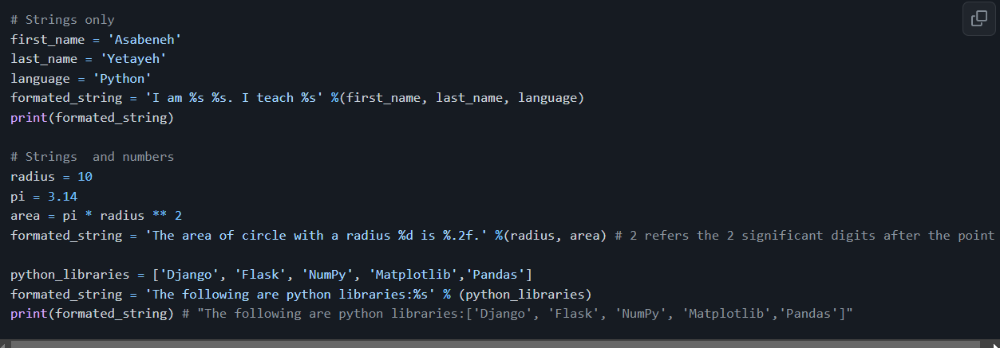 # Strings only
first_name = 'Asabeneh'
last_name = 'Yetayeh'
language = 'Python'
formated_string = 'I am %s %s. I teach %s' %(first_name, last_name, language)
print(formated_string)

# Strings  and numbers
radius = 10
pi = 3.14
area = pi * radius ** 2
formated_string = 'The area of circle with a radius %d is %.2f.' %(radius, area) # 2 refers the 2 significant digits after the point

python_libraries = ['Django', 'Flask', 'NumPy', 'Matplotlib','Pandas']
formated_string = 'The following are python libraries:%s' % (python_libraries)
print(formated_string) # "The following are python libraries:['Django', 'Flask', 'NumPy', 'Matplotlib','Pandas']"